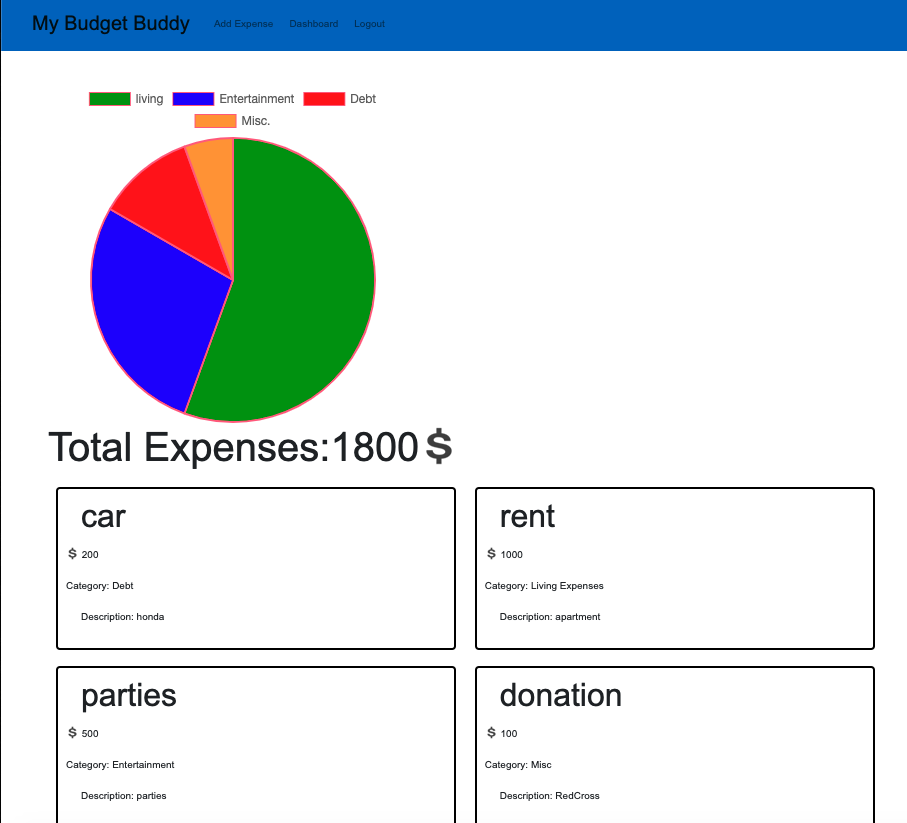 My Budget Buddy Add Expense Dashboard Logout
living Entertainment Debt
Misc.
Total Expenses:1800 $
car
$ 200
Category: Debt
Description: honda
rent
$ 1000
Category: Living Expenses
Description: apartment
parties
$ 500
Category: Entertainment
Description: parties
donation
$ 100
Category: Misc
Description: RedCross